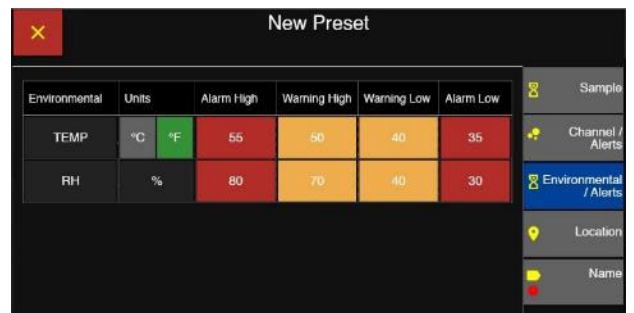 New Preset
Environmental Units Alarm High Warning High Warning Low Alarm Low
TEMP °C °F 55 50 40 35
RH % 80 70 40 30
Sample
Channel /
Alerts
Environmental
/ Alerts
Location
Name